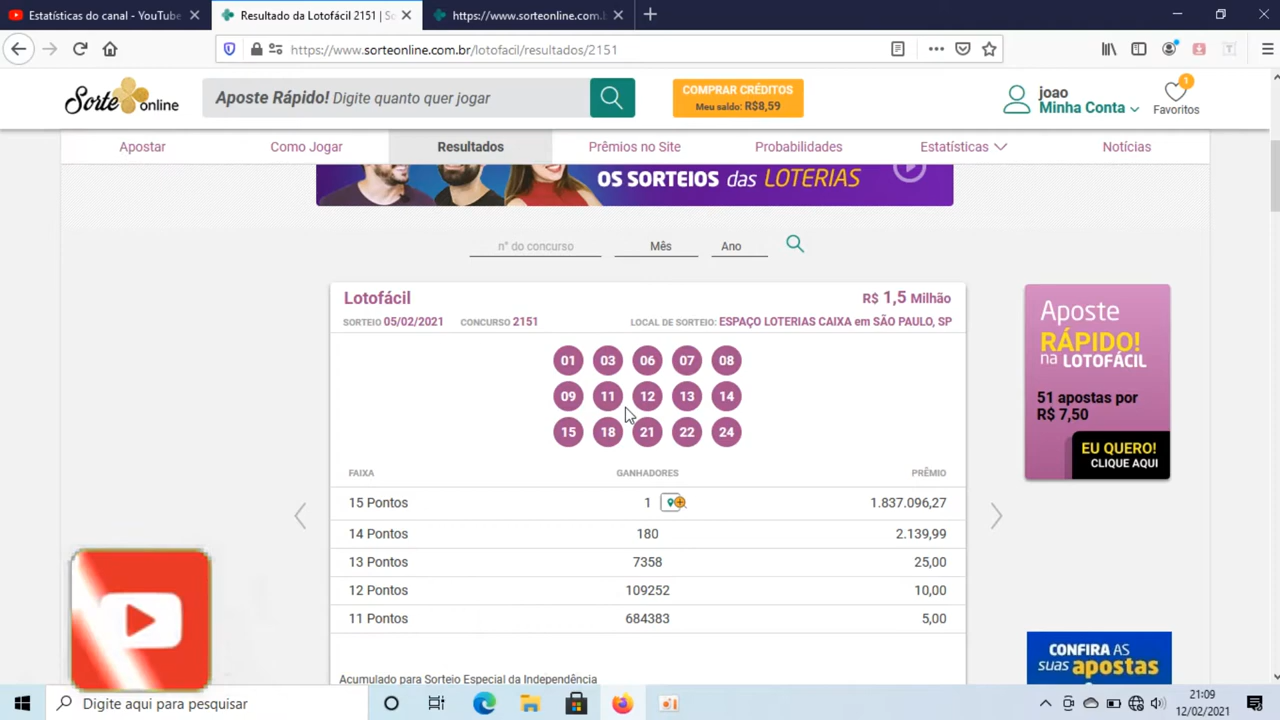 Estatísticas do canal - YouTube
Resultado da Lotofácil 2151 | So
https://www.sorteonline.com.b
https://www.sorteonline.com.br/lotofacil/resultados/2151
Sorte online
Aposte Rápido! Digite quanto quer jogar
COMPRAR CRÉDITOS
Meu saldo: R$8,59
joao
Minha Conta
1
Favoritos
Apostar Como Jogar Resultados Prêmios no Site Probabilidades Estatísticas Notícias
OS SORTEIOS das LOTERIAS
n° do concurso Mês Ano
Lotofácil R$ 1,5 Milhão
SORTEIO 05/02/2021 CONCURSO 2151 LOCAL DE SORTEIO: ESPAÇO LOTERIAS CAIXA em SÃO PAULO, SP
01 03 06 07 08
09 11 12 13 14
15 18 21 22 24
FAIXA GANHADORES PRÊMIO
15 Pontos 1 1.837.096,27
14 Pontos 180 2.139,99
13 Pontos 7358 25,00
12 Pontos 109252 10,00
11 Pontos 684383 5,00
Acumulado para Sorteio Especial da Independência
Aposte
RÁPIDO!
na LOTOFÁCIL
51 apostas por
R$ 7,50
EU QUERO!
CLIQUE AQUI
CONFIRA AS
suas apostas
Digite aqui para pesquisar
21:09
12/02/2021